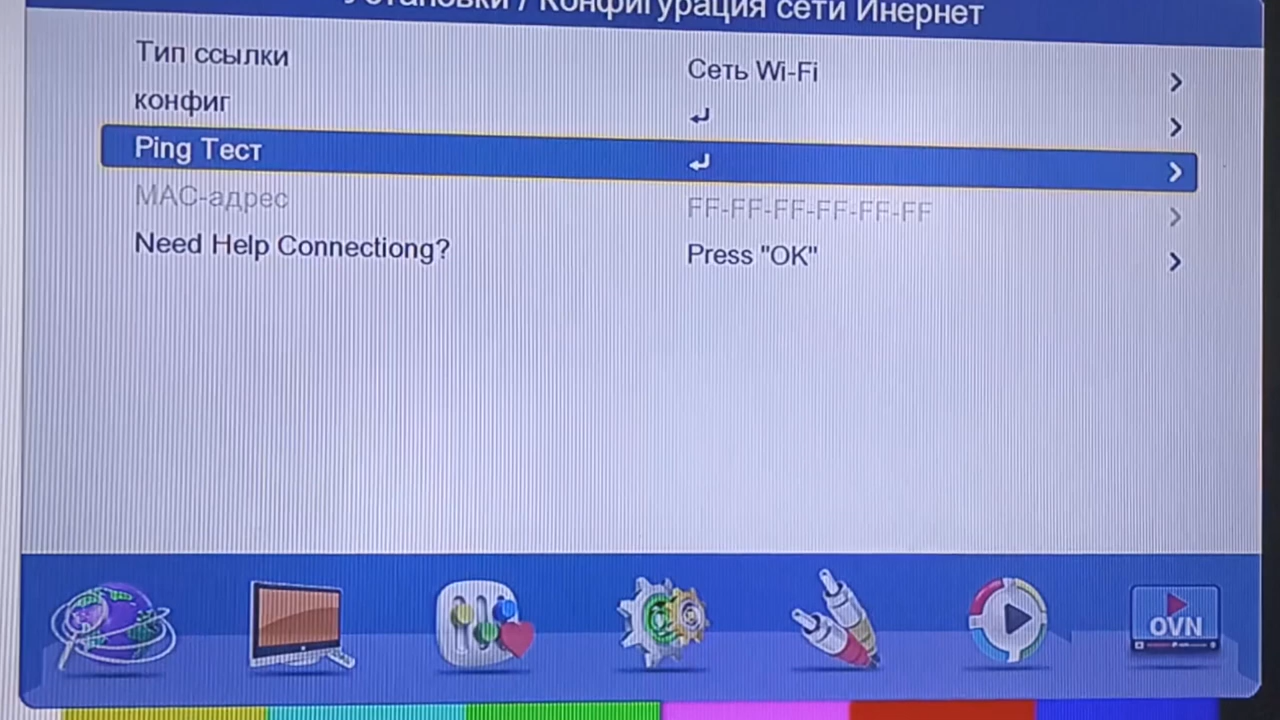 Установки / Конфигурация сети Инернет
Тип ссылки
Сеть Wi-Fi
конфиг
Ping Тест
MAC-адрес
FF-FF-FF-FF-FF-FF
Need Help Connectiong?
Press "OK"
OVN